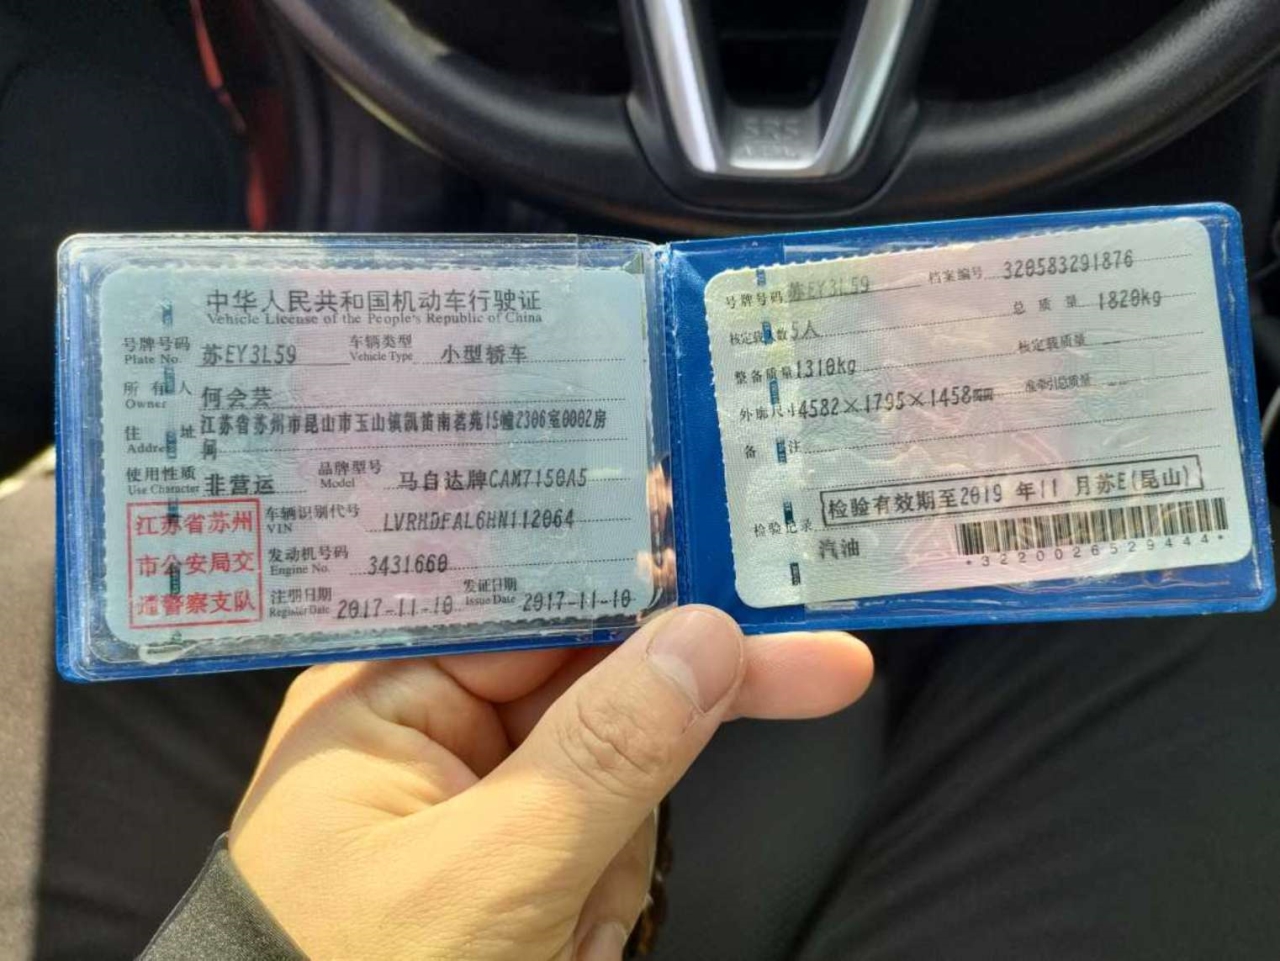 SRS
中华人民共和国机动车行驶证
Vehicle License of the People's Republic of China
号牌号码 Plate No. 苏EY3L59 车辆类型 Vehicle Type 小型轿车
所有人 Owner 何会芸
住址 Address 江苏省苏州市昆山市玉山镇凯笛南茗苑15幢2306室0002房
间
使用性质 Use Character 非营运 品牌型号 Model 马自达牌CAM7150A5
江苏省苏州
市公安局交
通警察支队
车辆识别代号 VIN LVRHDFAL6HN112064
发动机号码 Engine No. 3431660
注册日期 Register Date 2017-11-10 发证日期 Issue Date 2017-11-10
号牌号码 苏EY3L59 档案编号 320583291876
核定载人数 5人 总质量 1820kg
整备质量 1310kg 核定载质量
外廓尺寸 4582×1795×1458mm 准牵引总质量
备注
检验记录 检验有效期至2019年11月苏E(昆山)
汽油
*3220026529444*